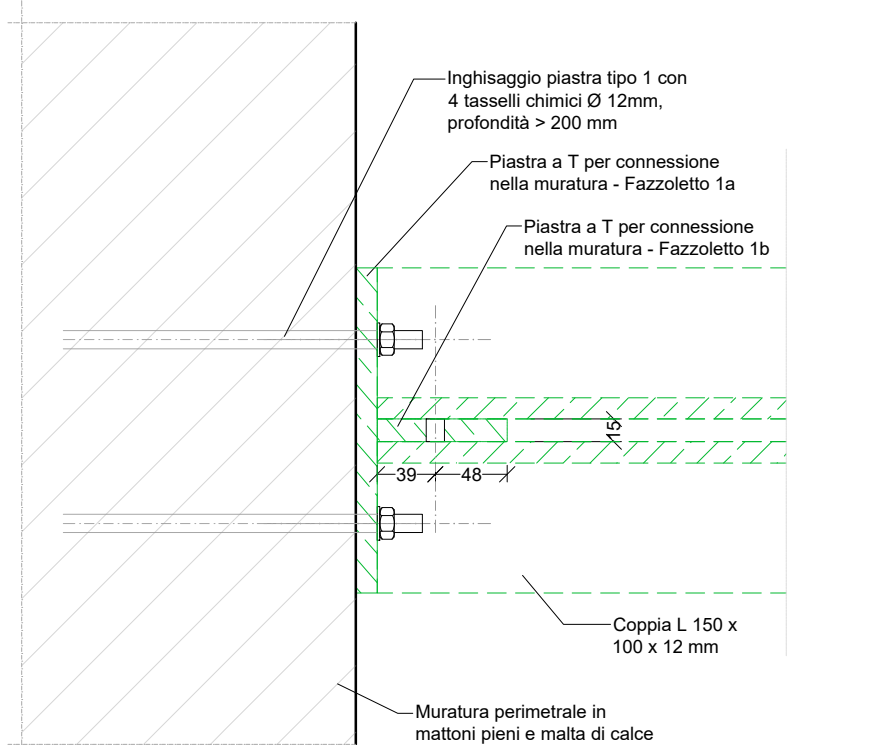 Inghisaggio piastra tipo 1 con
4 tasselli chimici Ø 12mm,
profondità > 200 mm
Piastra a T per connessione
nella muratura - Fazzoletto 1a
Piastra a T per connessione
nella muratura - Fazzoletto 1b
15
39
48
Coppia L 150 x
100 x 12 mm
Muratura perimetrale in
mattoni pieni e malta di calce